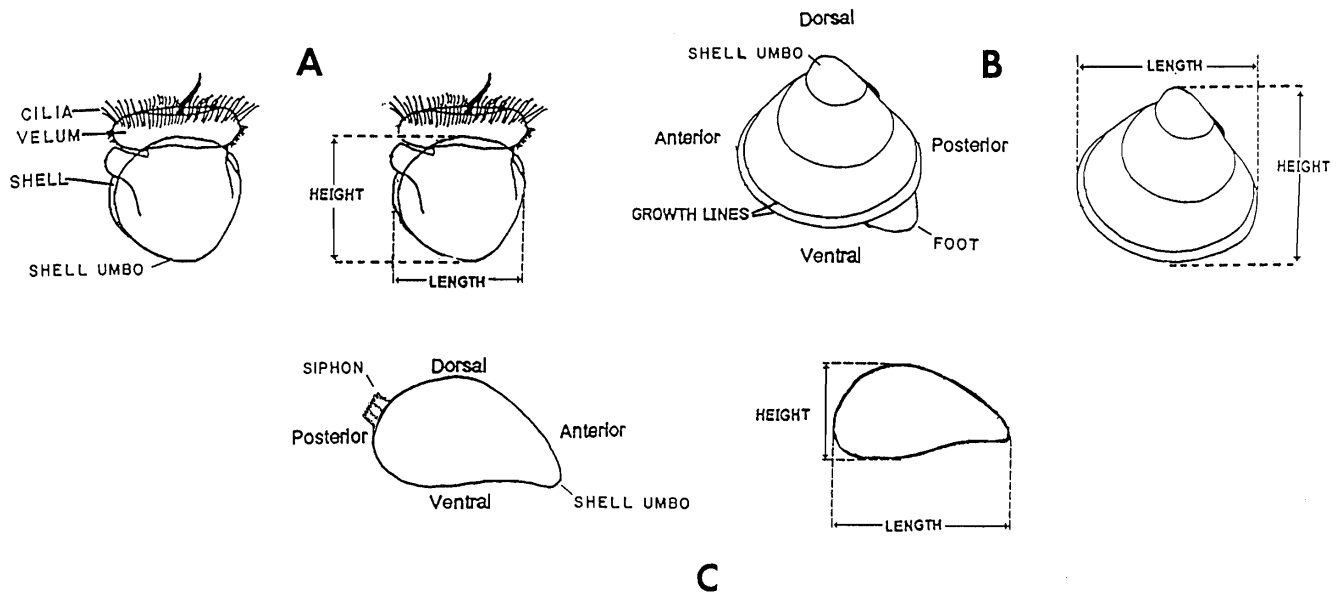 A
CILIA
VELUM
SHELL
SHELL UMBO
HEIGHT
LENGTH
B
Dorsal
SHELL UMBO
Anterior
Posterior
GROWTH LINES
FOOT
Ventral
LENGTH
HEIGHT
SIPHON
Dorsal
Posterior
Anterior
Ventral
SHELL UMBO
HEIGHT
LENGTH
C